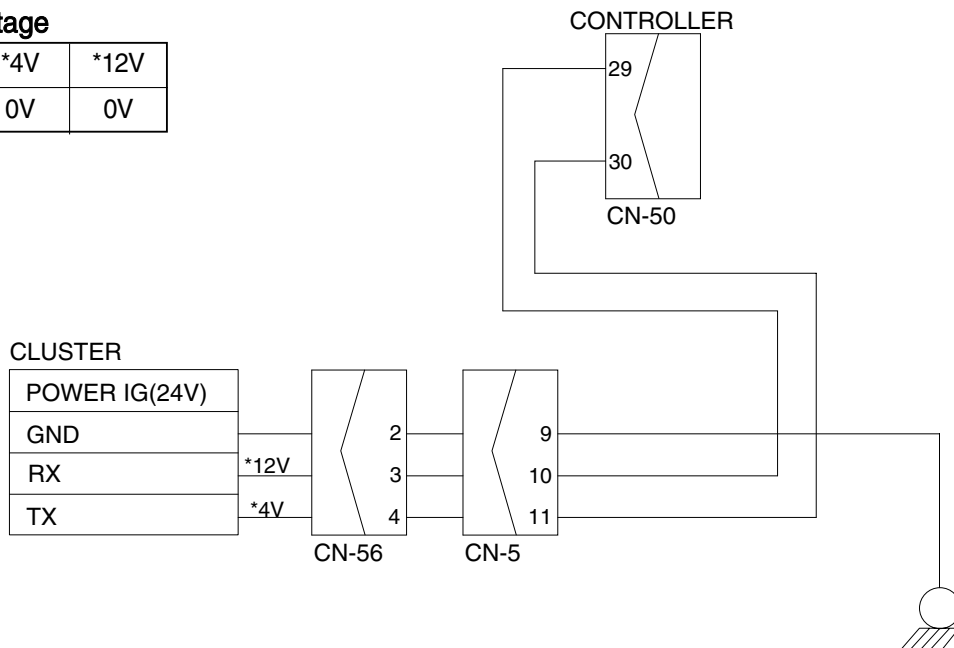 *4V *12V
0V 0V
CONTROLLER
29
30
CN-50
CLUSTER
POWER IG(24V)
GND
RX
TX
*12V
*4V
2
3
4
CN-56
9
10
11
CN-5